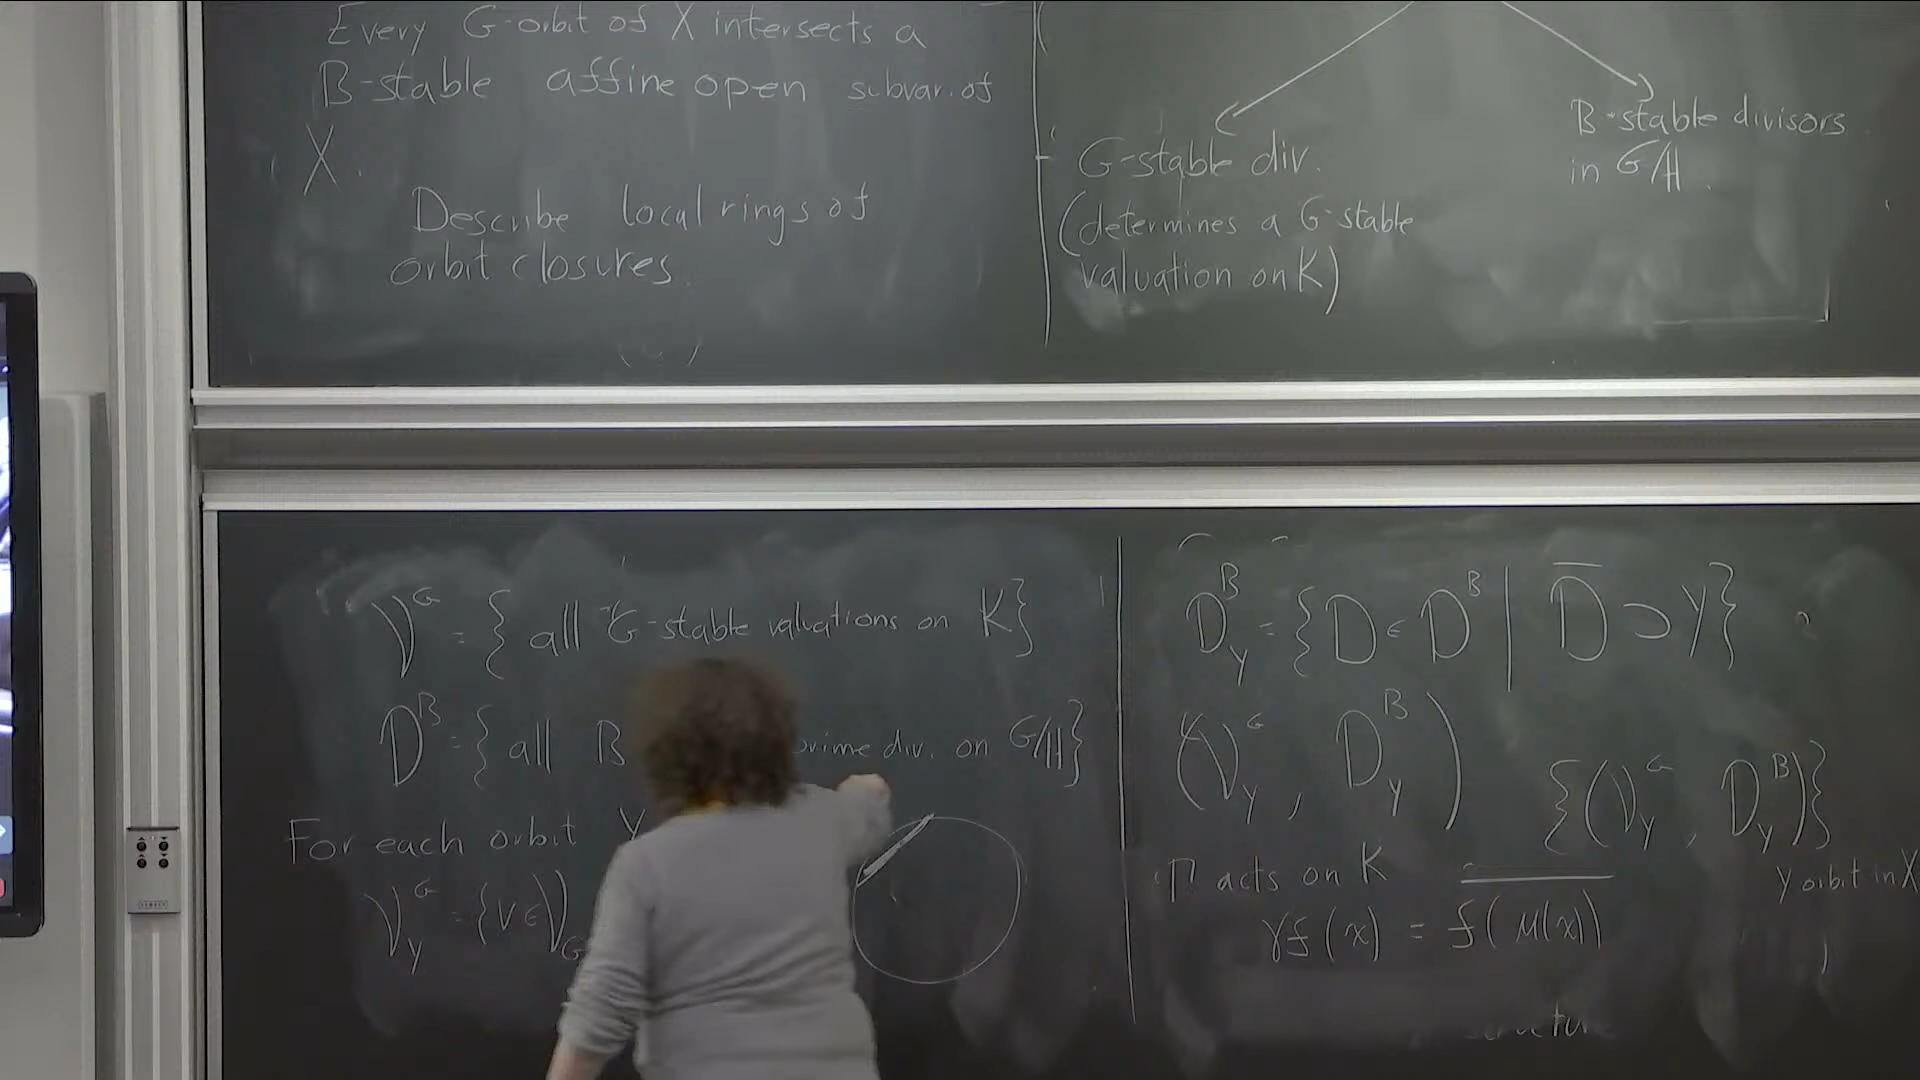 Every G-orbit of X intersects a
B-stable affine open subvar. of
X.
Describe local rings of
orbit closures.
G-stable div.
(determines a G-stable
valuation on K)
B-stable divisors
in G/H.
V^G = { all G-stable valuations on K}
D^B = { all B prime div. on G/H}
For each orbit Y
V_Y^G = {V ∈ V_G
D_Y^B = {D ∈ D^B | D̅ ⊃ Y}
(V_Y^G, D_Y^B)
{(V_Y^G, D_Y^B)}
Y orbit in X
Γ acts on K
γf(x) = f(μ(x))
structure